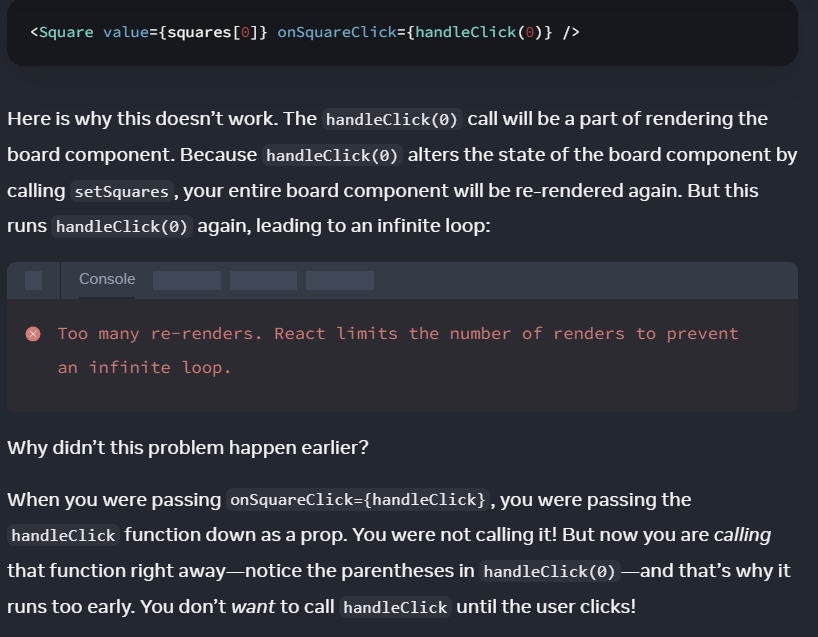 <Square value={squares[0]} onSquareClick={handleClick(0)} />
Here is why this doesn’t work. The handleClick(0) call will be a part of rendering the
board component. Because handleClick(0) alters the state of the board component by
calling setSquares, your entire board component will be re-rendered again. But this
runs handleClick(0) again, leading to an infinite loop:
Console
Too many re-renders. React limits the number of renders to prevent
an infinite loop.
Why didn’t this problem happen earlier?
When you were passing onSquareClick={handleClick}, you were passing the
handleClick function down as a prop. You were not calling it! But now you are calling
that function right away—notice the parentheses in handleClick(0)—and that’s why it
runs too early. You don’t want to call handleClick until the user clicks!